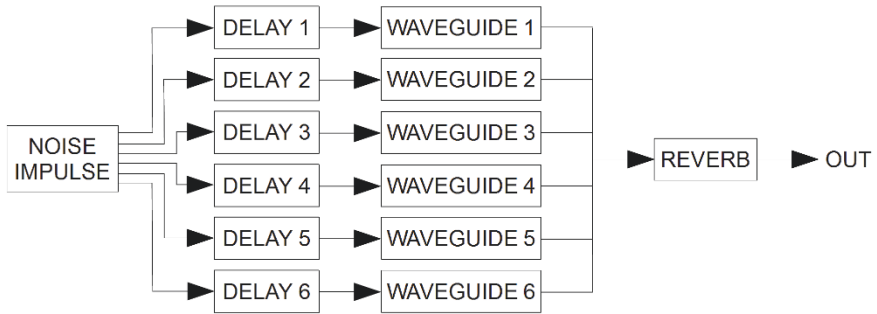 DELAY 1
WAVEGUIDE 1
DELAY 2
WAVEGUIDE 2
NOISE
IMPULSE
DELAY 3
WAVEGUIDE 3
REVERB
OUT
DELAY 4
WAVEGUIDE 4
DELAY 5
WAVEGUIDE 5
DELAY 6
WAVEGUIDE 6